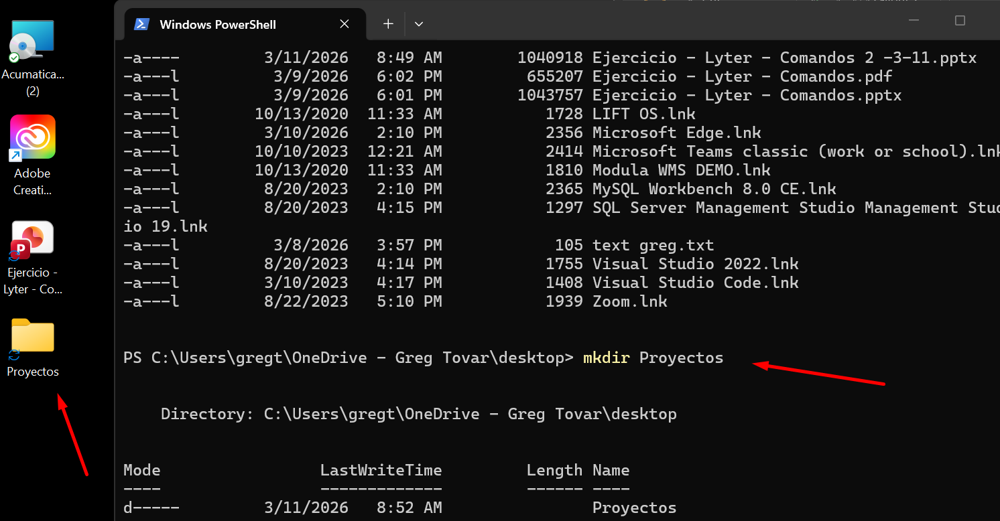 Acumatica...
(2)
Adobe
Creati...
Ejercicio -
Lyter - Co...
Proyectos
Windows PowerShell
-a----         3/11/2026   8:49 AM        1040918 Ejercicio - Lyter - Comandos 2 -3-11.pptx
-a---l          3/9/2026   6:02 PM         655207 Ejercicio - Lyter - Comandos.pdf
-a---l          3/9/2026   6:01 PM        1043757 Ejercicio - Lyter - Comandos.pptx
-a---l        10/13/2020  11:33 AM           1728 LIFT OS.lnk
-a---l         3/10/2026   2:10 PM           2356 Microsoft Edge.lnk
-a---l        10/10/2023  12:21 AM           2414 Microsoft Teams classic (work or school).lnk
-a---l        10/13/2020  11:33 AM           1810 Modula WMS DEMO.lnk
-a---l         8/20/2023   2:10 PM           2365 MySQL Workbench 8.0 CE.lnk
-a---l         8/20/2023   4:15 PM           1297 SQL Server Management Studio Management Stud
io 19.lnk
-a---l          3/8/2026   3:57 PM            105 text greg.txt
-a---l         8/20/2023   4:14 PM           1755 Visual Studio 2022.lnk
-a---l         3/10/2023   4:17 PM           1408 Visual Studio Code.lnk
-a---l         8/22/2023   5:10 PM           1939 Zoom.lnk
PS C:\Users\gregt\OneDrive - Greg Tovar\desktop> mkdir Proyectos
    Directory: C:\Users\gregt\OneDrive - Greg Tovar\desktop
Mode                 LastWriteTime         Length Name
----                 -------------         ------ ----
d-----         3/11/2026   8:52 AM                Proyectos